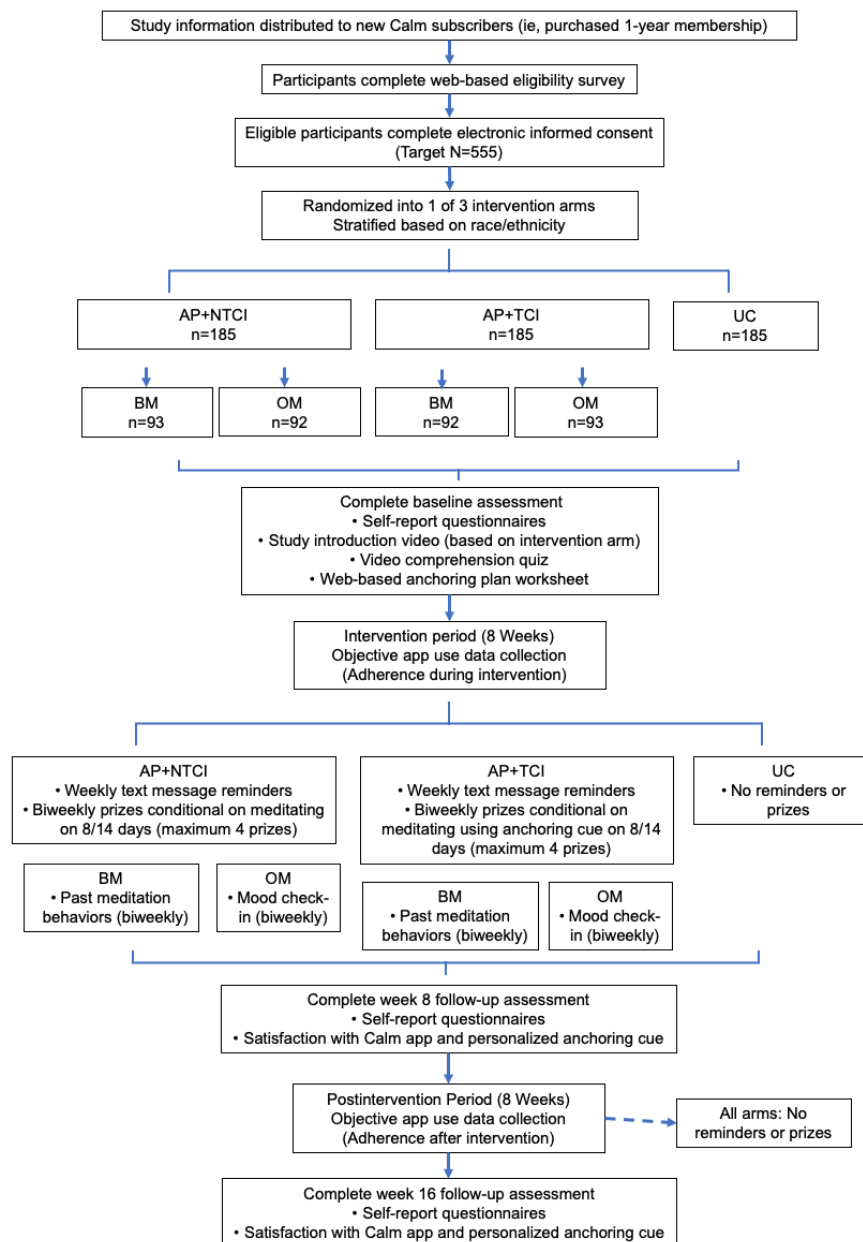 Study information distributed to new Calm subscribers (ie, purchased 1-year membership)
Participants complete web-based eligibility survey
Eligible participants complete electronic informed consent
(Target N=555)
Randomized into 1 of 3 intervention arms
Stratified based on race/ethnicity
AP+NTCI
n=185
AP+TCI
n=185
UC
n=185
BM
n=93
OM
n=92
BM
n=92
OM
n=93
Complete baseline assessment
• Self-report questionnaires
• Study introduction video (based on intervention arm)
• Video comprehension quiz
• Web-based anchoring plan worksheet
Intervention period (8 Weeks)
Objective app use data collection
(Adherence during intervention)
AP+NTCI
• Weekly text message reminders
• Biweekly prizes conditional on meditating
on 8/14 days (maximum 4 prizes)
AP+TCI
• Weekly text message reminders
• Biweekly prizes conditional on
meditating using anchoring cue on 8/14
days (maximum 4 prizes)
UC
• No reminders or
prizes
BM
• Past meditation
behaviors (biweekly)
OM
• Mood check-
in (biweekly)
BM
• Past meditation
behaviors (biweekly)
OM
• Mood check-
in (biweekly)
Complete week 8 follow-up assessment
• Self-report questionnaires
• Satisfaction with Calm app and personalized anchoring cue
Postintervention Period (8 Weeks)
Objective app use data collection
(Adherence after intervention)
All arms: No
reminders or prizes
Complete week 16 follow-up assessment
• Self-report questionnaires
• Satisfaction with Calm app and personalized anchoring cue